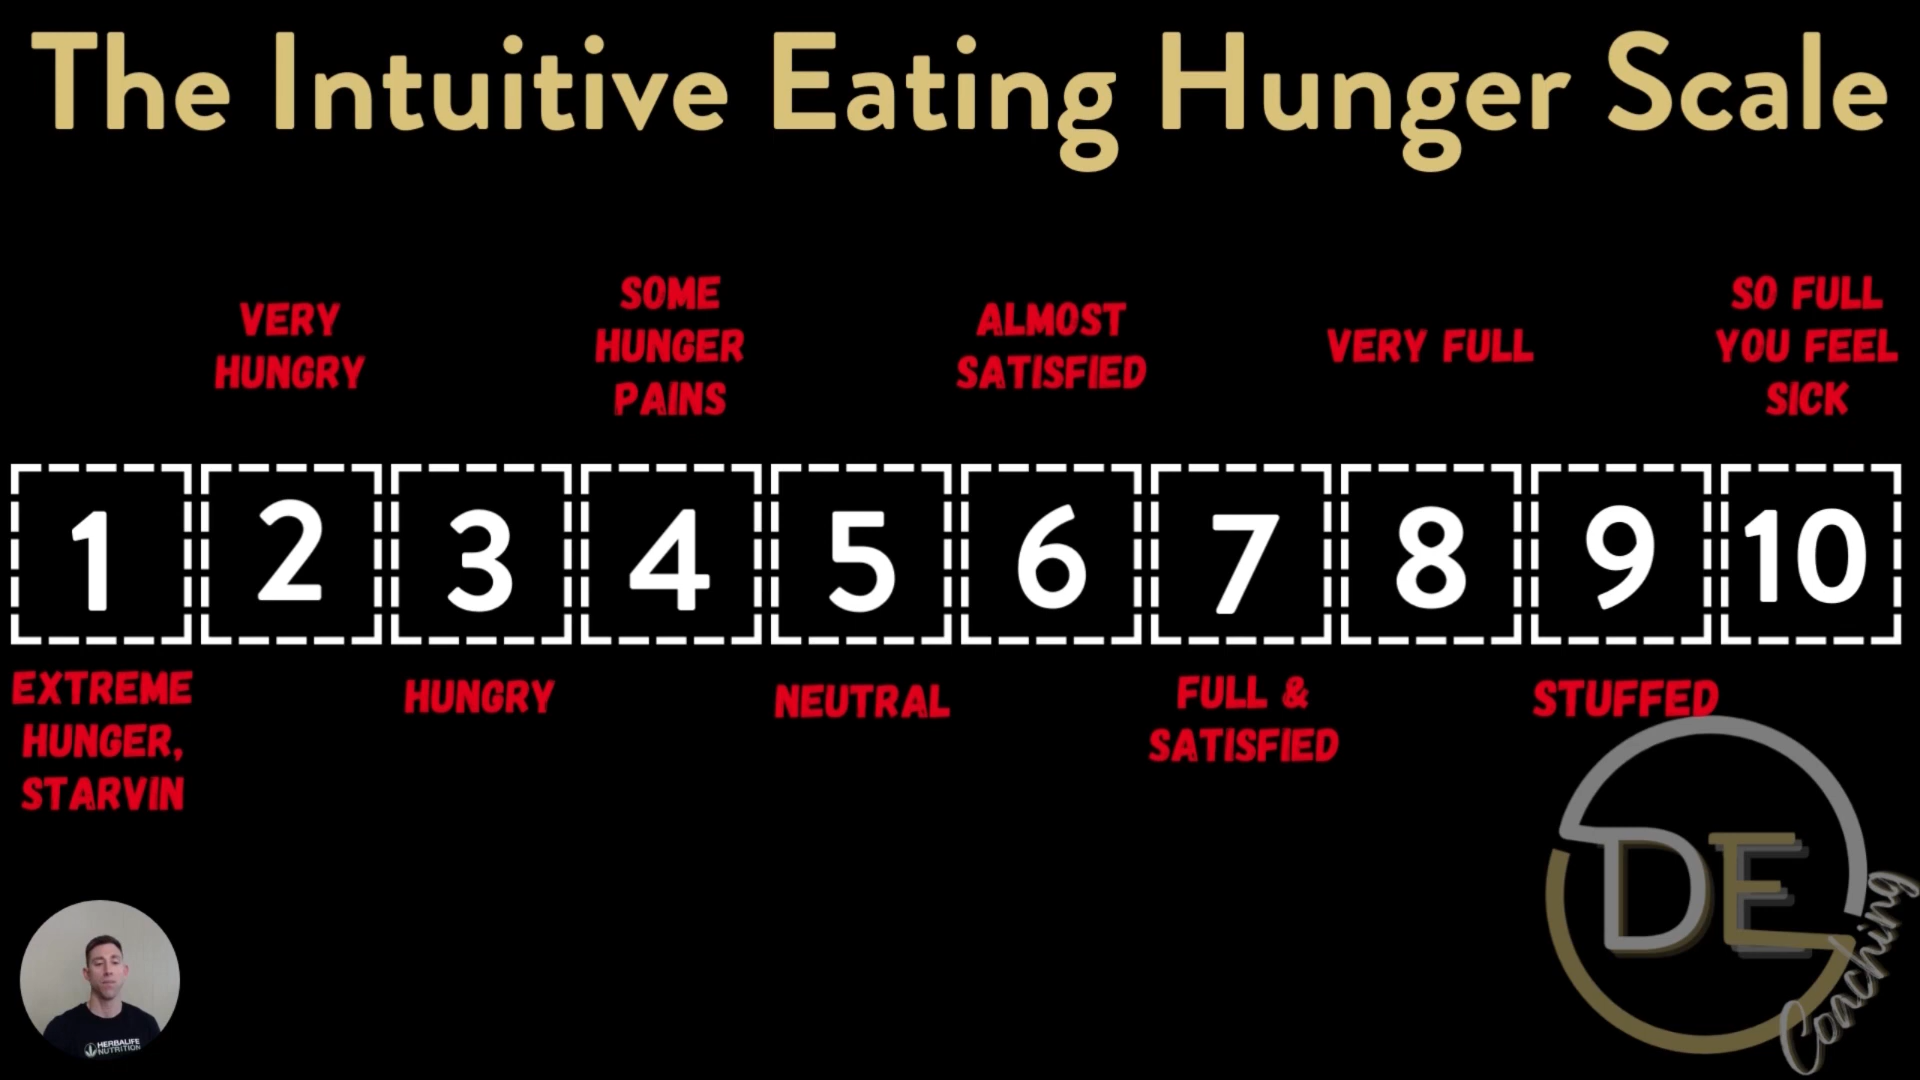 The Intuitive Eating Hunger Scale
VERY
HUNGRY
SOME
HUNGER
PAINS
ALMOST
SATISFIED
VERY FULL
SO FULL
YOU FEEL
SICK
1 2 3 4 5 6 7 8 9 10
EXTREME
HUNGER,
STARVIN
HUNGRY
NEUTRAL
FULL &
SATISFIED
STUFFED
DE
Coaching
HERBALIFE
NUTRITION